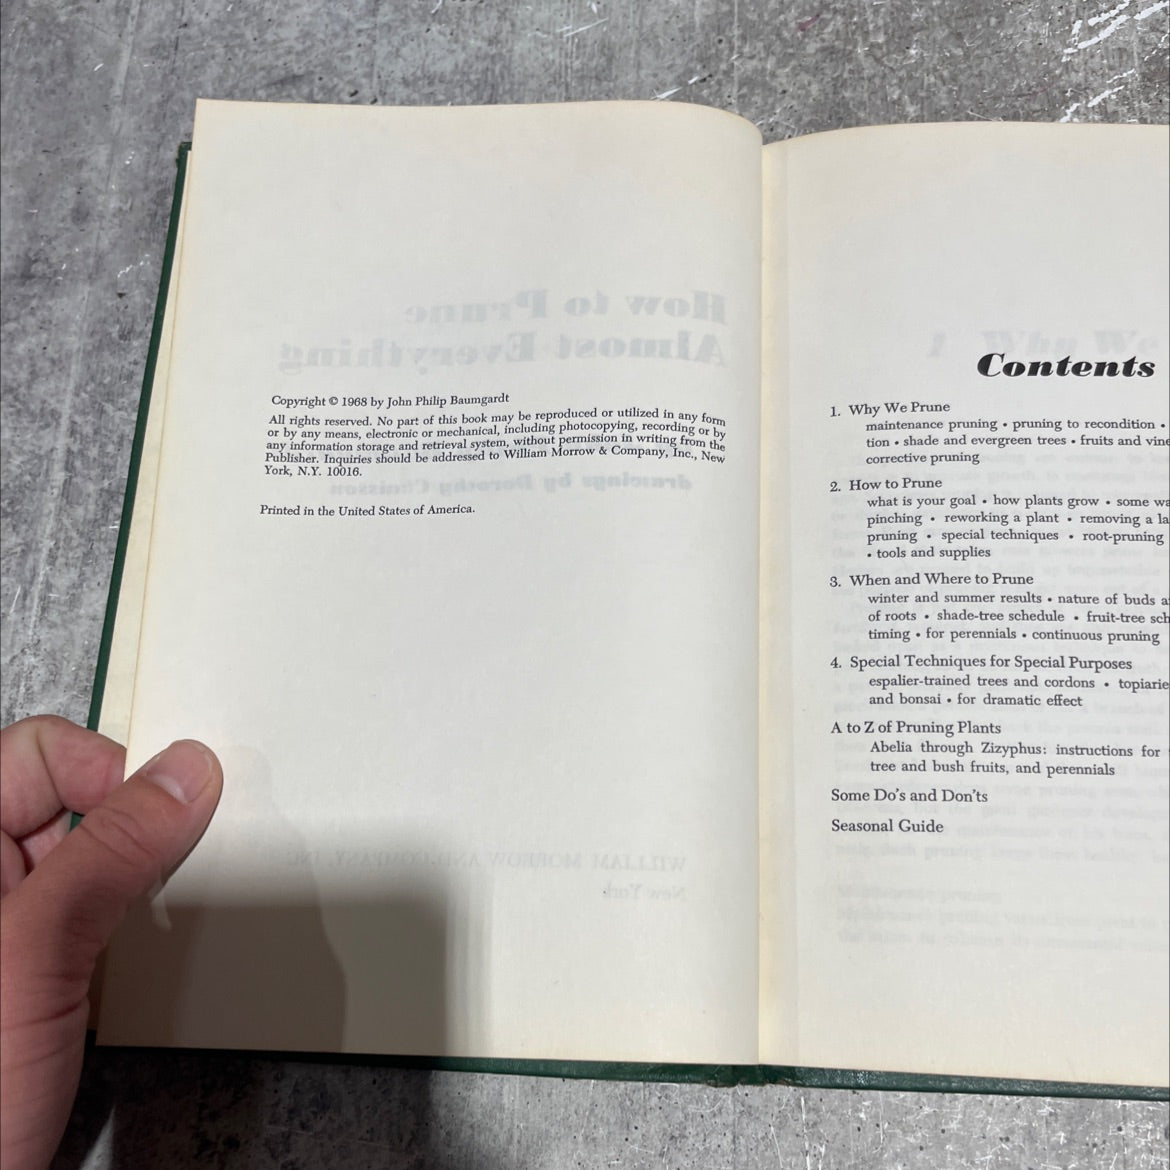 Copyright © 1968 by John Philip Baumgardt
All rights reserved. No part of this book may be reproduced or utilized in any form
or by any means, electronic or mechanical, including photocopying, recording or by
any information storage and retrieval system, without permission in writing from the
Publisher. Inquiries should be addressed to William Morrow & Company, Inc., New
York, N.Y. 10016.
Printed in the United States of America.
Contents
1. Why We Prune
maintenance pruning • pruning to recondition •
tion • shade and evergreen trees • fruits and
corrective pruning
2. How to Prune
what is your goal • how plants grow • some
pinching • reworking a plant • removing a
pruning • special techniques • root-pruning
• tools and supplies
3. When and Where to Prune
winter and summer results • nature of buds
of roots • shade-tree schedule • fruit-tree
timing • for perennials • continuous pruning
4. Special Techniques for Special Purposes
espalier-trained trees and cordons •
and bonsai • for dramatic effect
A to Z of Pruning Plants
Abelia through Zizyphus: instructions for
tree and bush fruits, and perennials
Some Do's and Don'ts
Seasonal Guide